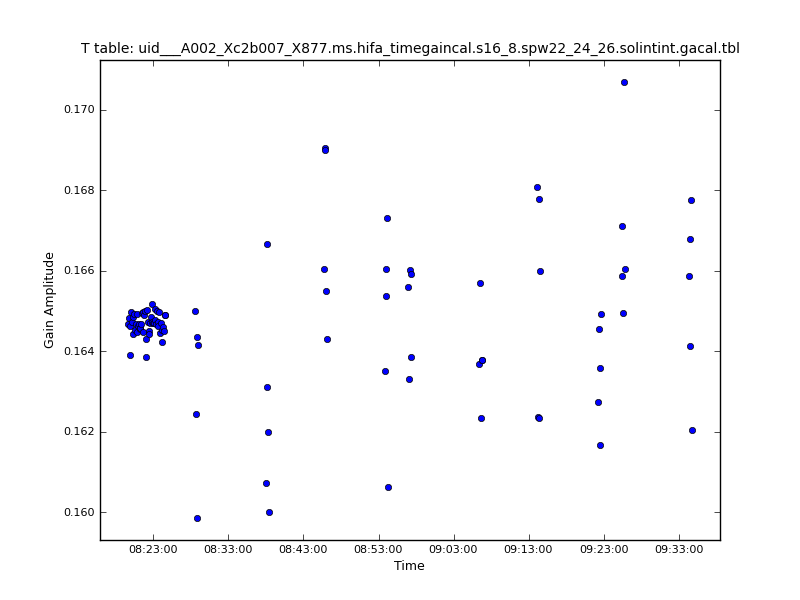 T table: uid___A002_Xc2b007_X877.ms.hifa_timegaincal.s16_8.spw22_24_26.solintint.gacal.tbl
0.170
0.168
0.166
0.164
0.162
0.160
Gain Amplitude
08:23:00 08:33:00 08:43:00 08:53:00 09:03:00 09:13:00 09:23:00 09:33:00
Time